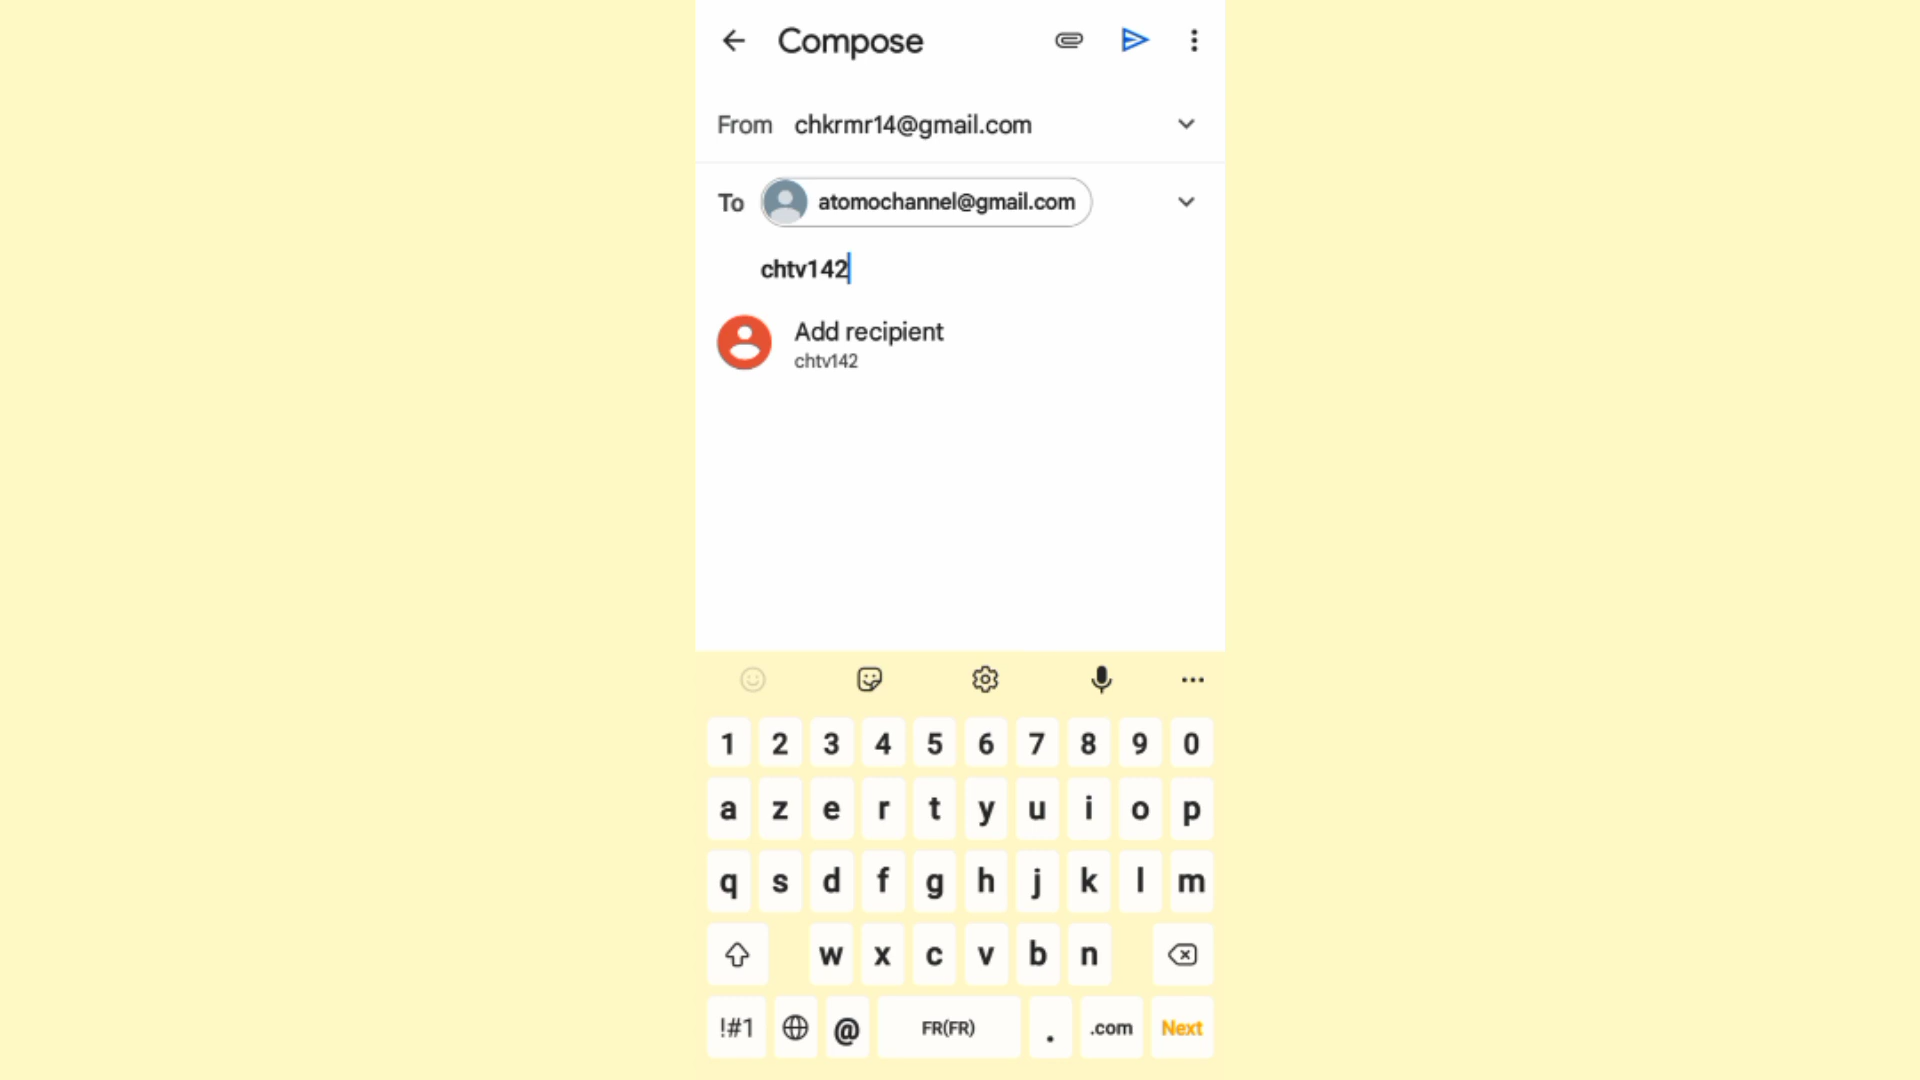 Compose
From chkrmr14@gmail.com
To atomochannel@gmail.com
chtv142
Add recipient
chtv142
1 2 3 4 5 6 7 8 9 0
a z e r t y u i o p
q s d f g h j k l m
w x c v b n
!#1 @ FR(FR) . .com Next